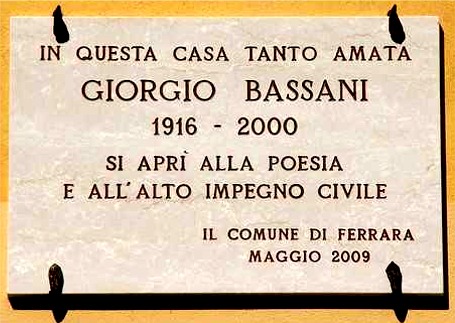 IN QUESTA CASA TANTO AMATA
GIORGIO BASSANI
1916 - 2000
SI APRÌ ALLA POESIA
E ALL'ALTO IMPEGNO CIVILE
IL COMUNE DI FERRARA
MAGGIO 2009